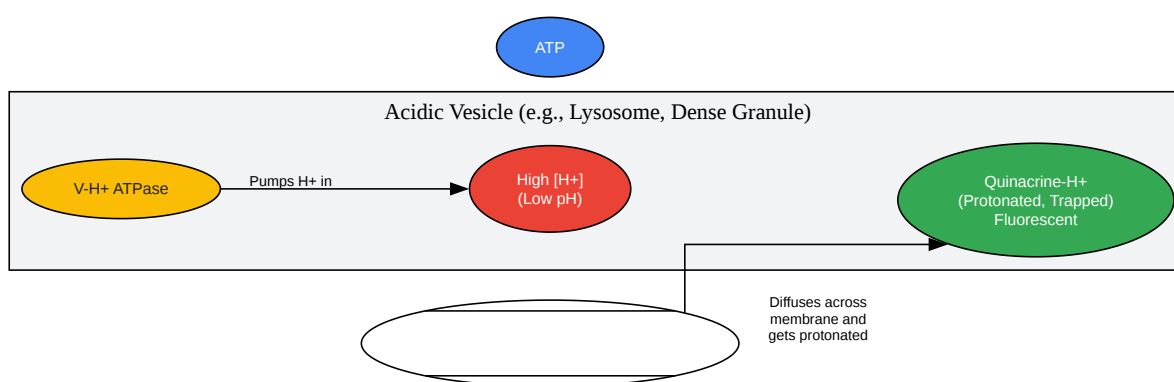 ATP
Acidic Vesicle (e.g., Lysosome, Dense Granule)
V-H+ ATPase
Pumps H+ in
High [H+]
(Low pH)
Quinacrine-H+
(Protonated, Trapped)
Fluorescent
Diffuses across
membrane and
gets protonated